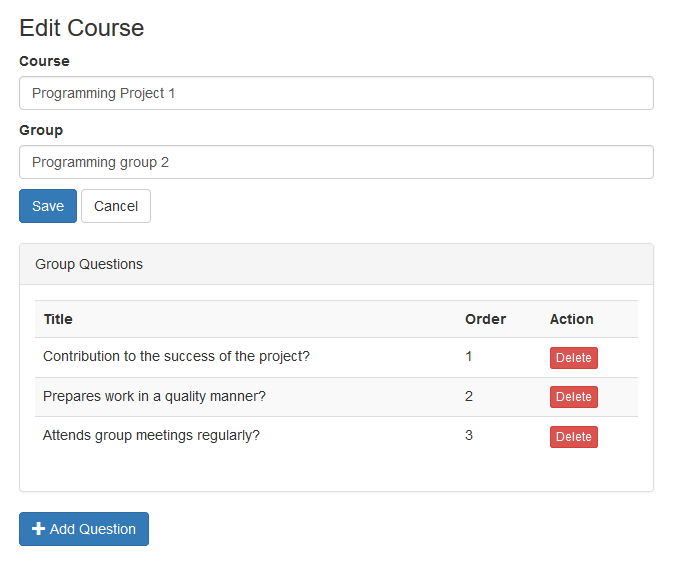 Edit Course
Course
Programming Project 1
Group
Programming group 2
Save Cancel
Group Questions
Title Order Action
Contribution to the success of the project? 1 Delete
Prepares work in a quality manner? 2 Delete
Attends group meetings regularly? 3 Delete
Add Question